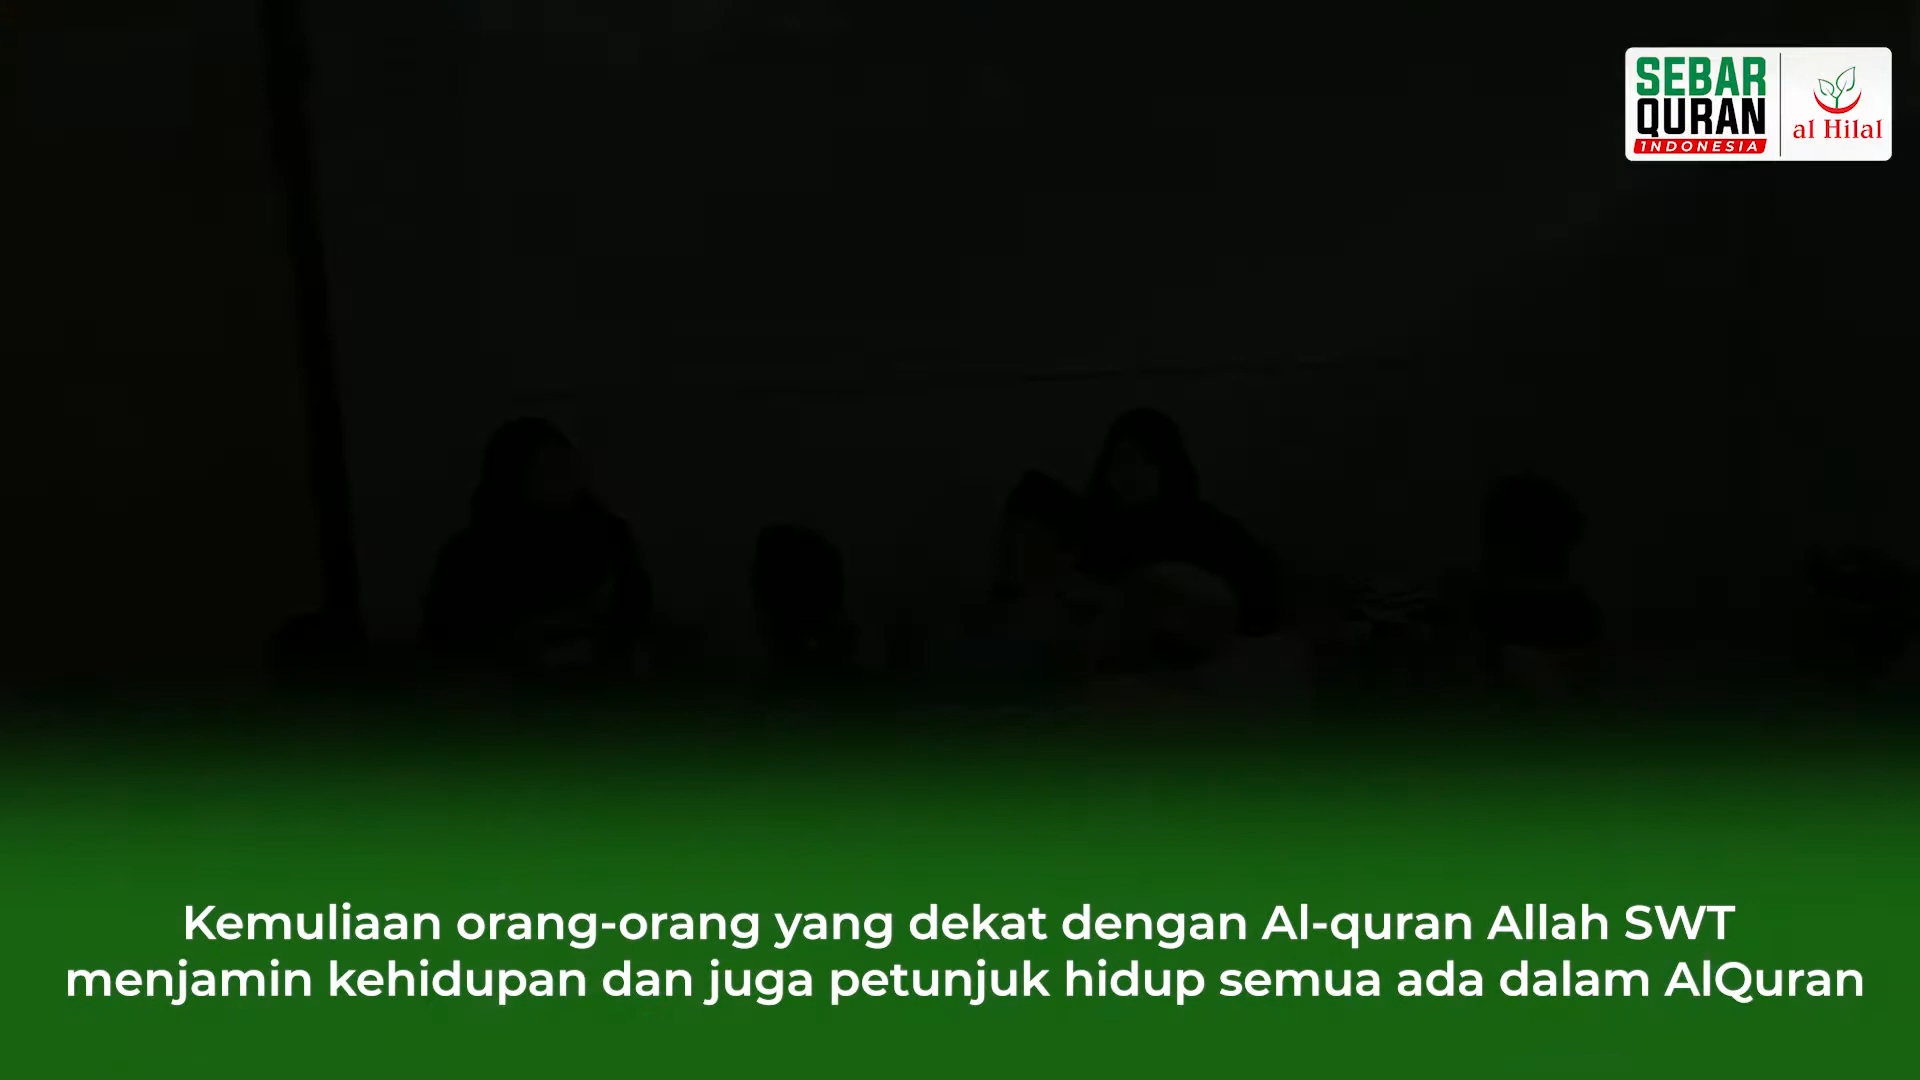 SEBAR
QURAN
1NDONESIA
al Hilal
Kemuliaan orang-orang yang dekat dengan Al-quran Allah SWT
menjamin kehidupan dan juga petunjuk hidup semua ada dalam AlQuran